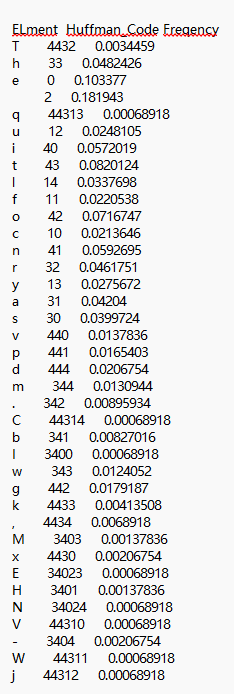 ELment Huffman_Code Freqency
T 4432 0.0034459
h 33 0.0482426
e 0 0.103377
2 0.181943
q 44313 0.00068918
u 12 0.0248105
i 40 0.0572019
t 43 0.0820124
l 14 0.0337698
f 11 0.0220538
o 42 0.0716747
c 10 0.0213646
n 41 0.0592695
r 32 0.0461751
y 13 0.0275672
a 31 0.04204
s 30 0.0399724
v 440 0.0137836
p 441 0.0165403
d 444 0.0206754
m 344 0.0130944
. 342 0.00895934
C 44314 0.00068918
b 341 0.00827016
I 3400 0.00068918
w 343 0.0124052
g 442 0.0179187
k 4433 0.00413508
, 4434 0.0068918
M 3403 0.00137836
x 4430 0.00206754
E 34023 0.00068918
H 3401 0.00137836
N 34024 0.00068918
V 44310 0.00068918
- 3404 0.00206754
W 44311 0.00068918
j 44312 0.00068918